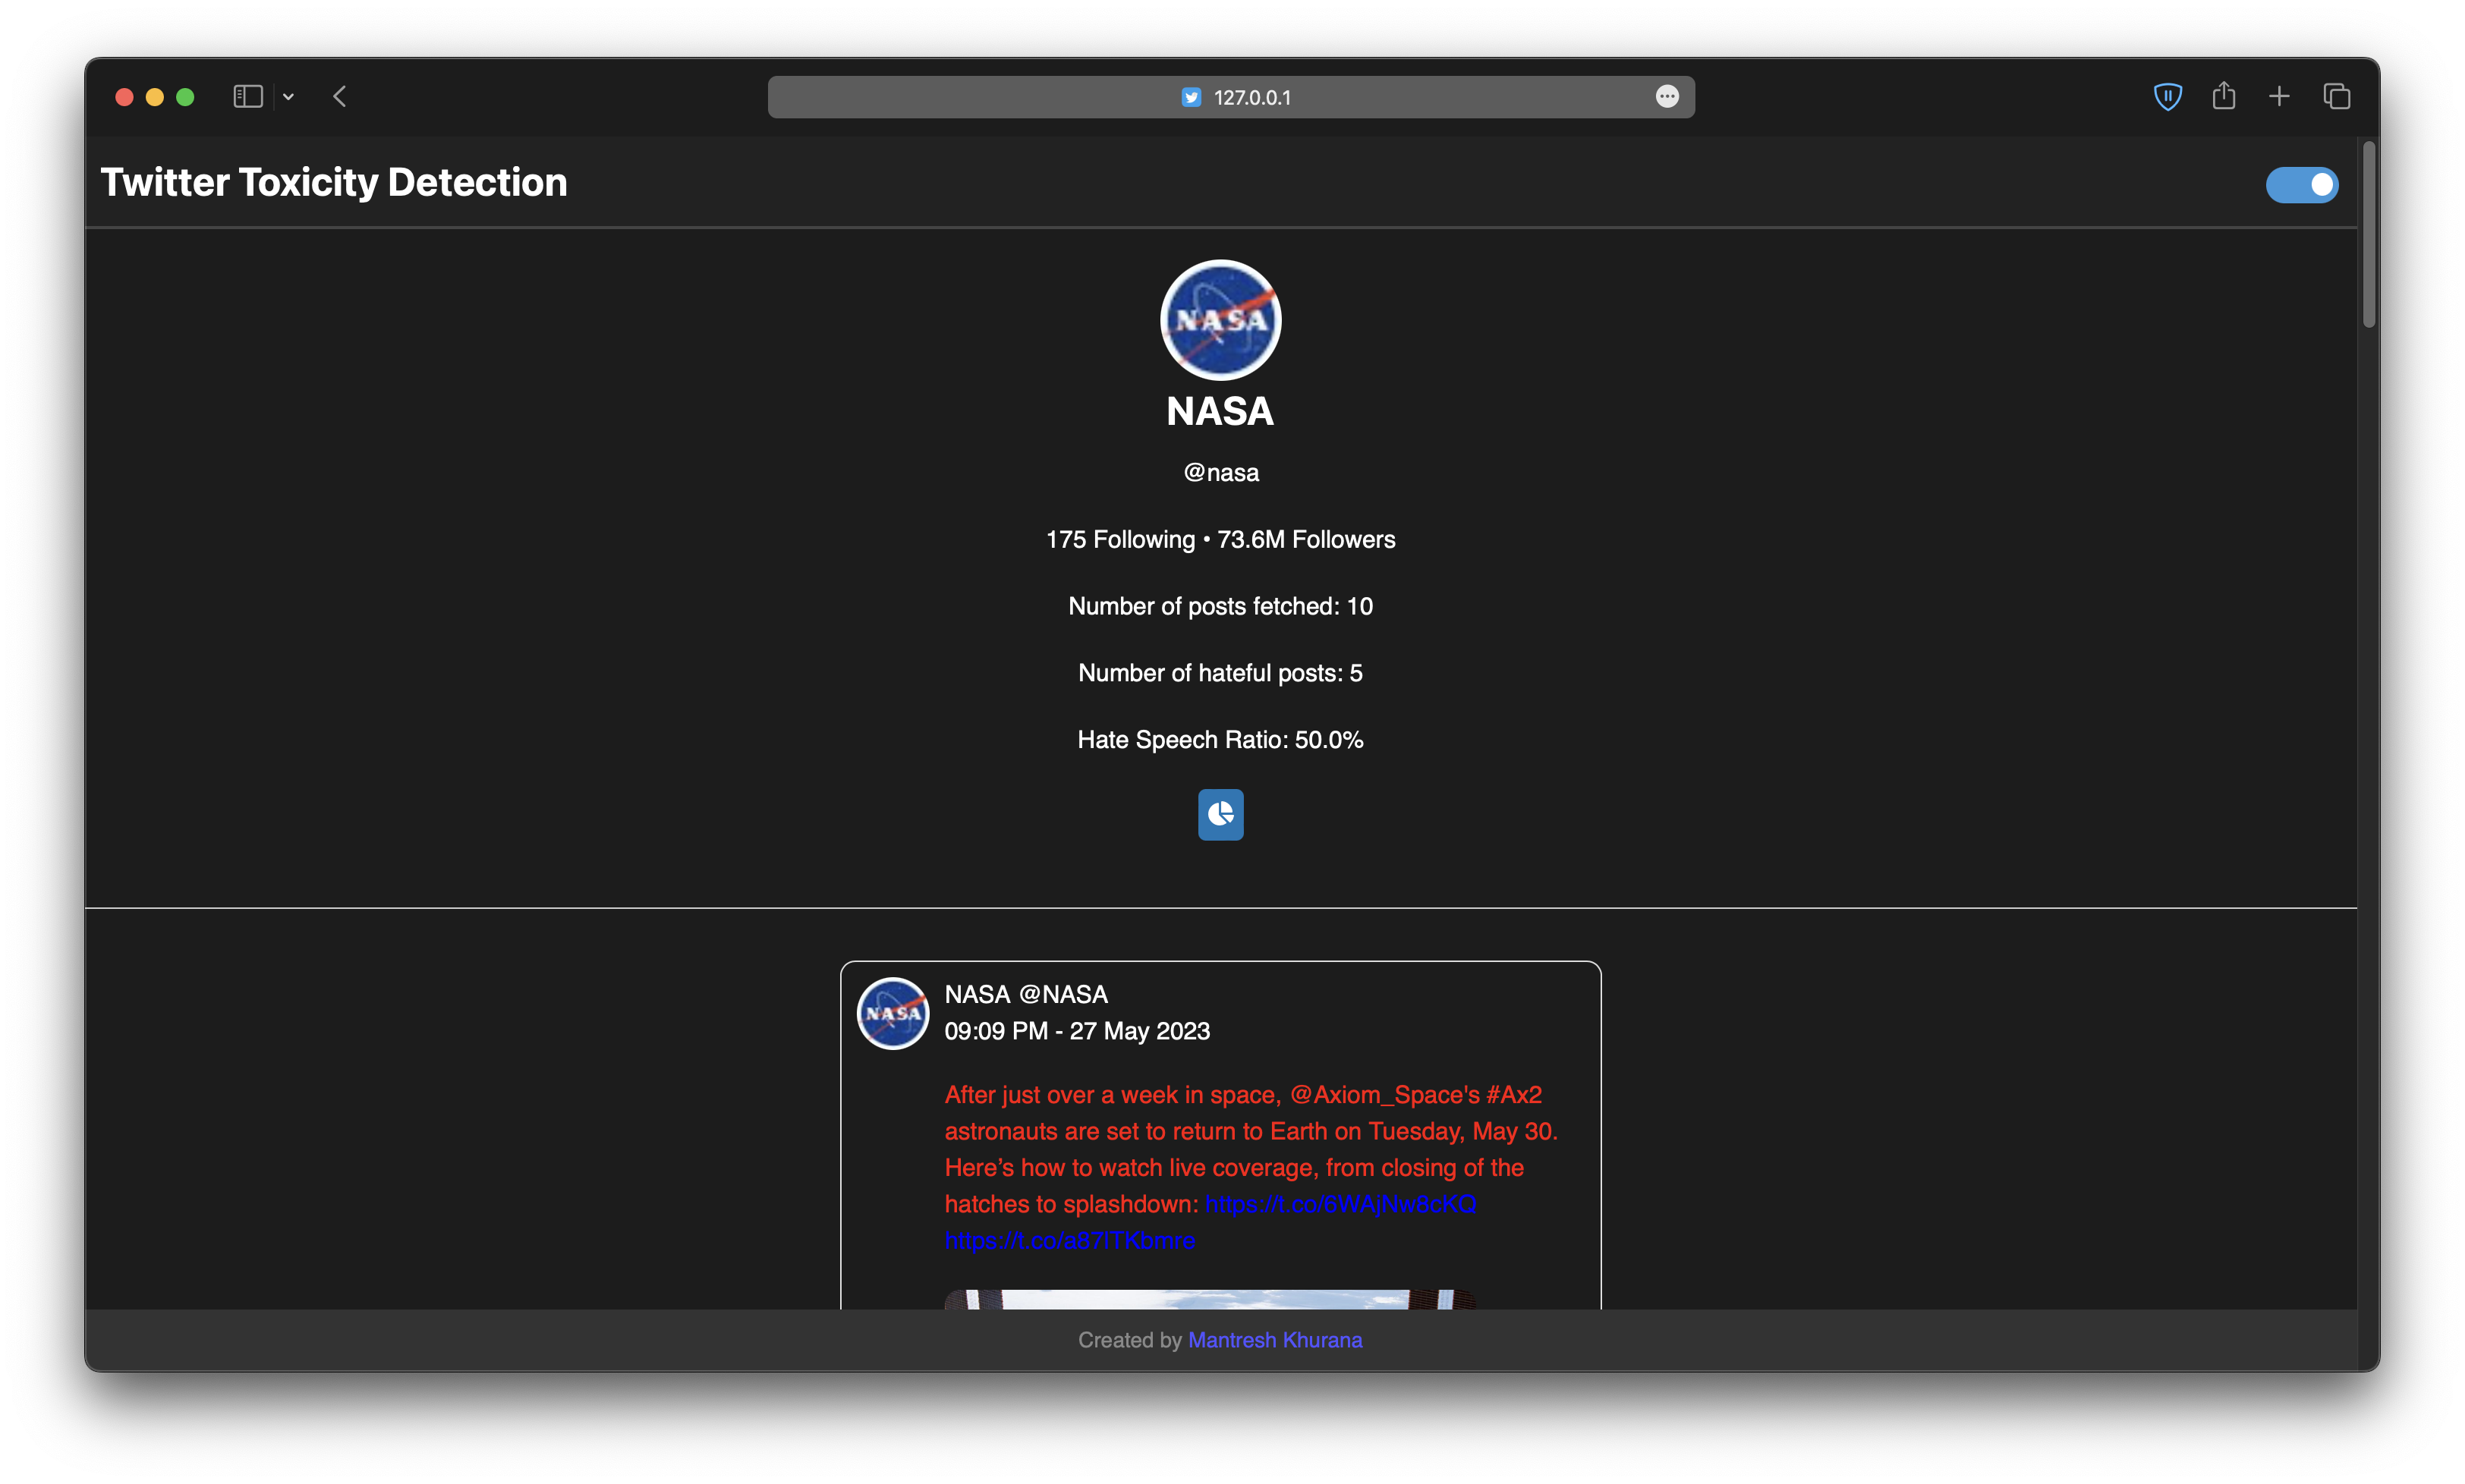 127.0.0.1
Twitter Toxicity Detection
NASA
NASA
@nasa
175 Following • 73.6M Followers
Number of posts fetched: 10
Number of hateful posts: 5
Hate Speech Ratio: 50.0%
NASA
NASA @NASA
09:09 PM - 27 May 2023
After just over a week in space, @Axiom_Space's #Ax2
astronauts are set to return to Earth on Tuesday, May 30.
Here’s how to watch live coverage, from closing of the
hatches to splashdown: https://t.co/6WAjNw8cKQ
Created by Mantresh Khurana